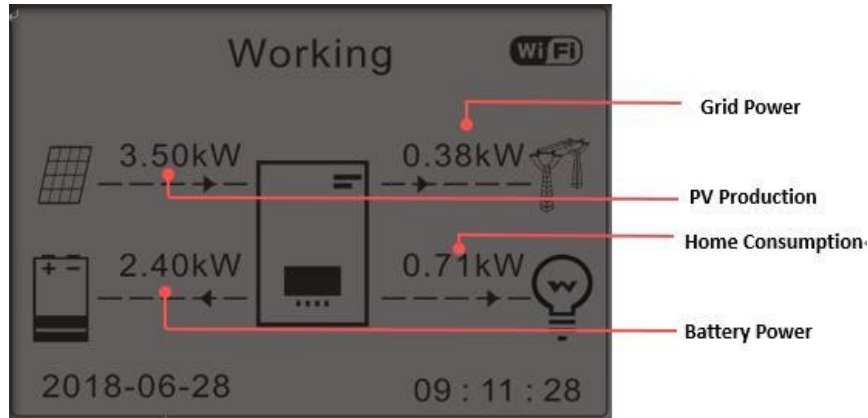 Working
WiFi
Grid Power
3.50kW
0.38kW
PV Production
Home Consumption
2.40kW
0.71kW
Battery Power
2018-06-28
09 : 11 : 28